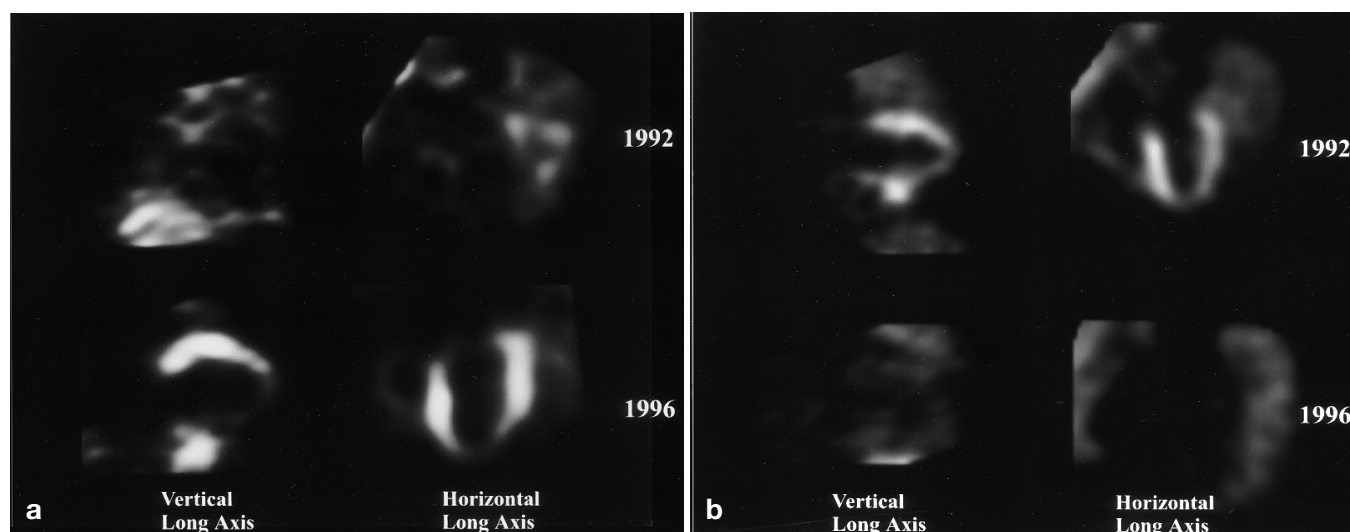 1992
1996
Vertical
Long Axis
Horizontal
Long Axis
a
1992
1996
Vertical
Long Axis
Horizontal
Long Axis
b